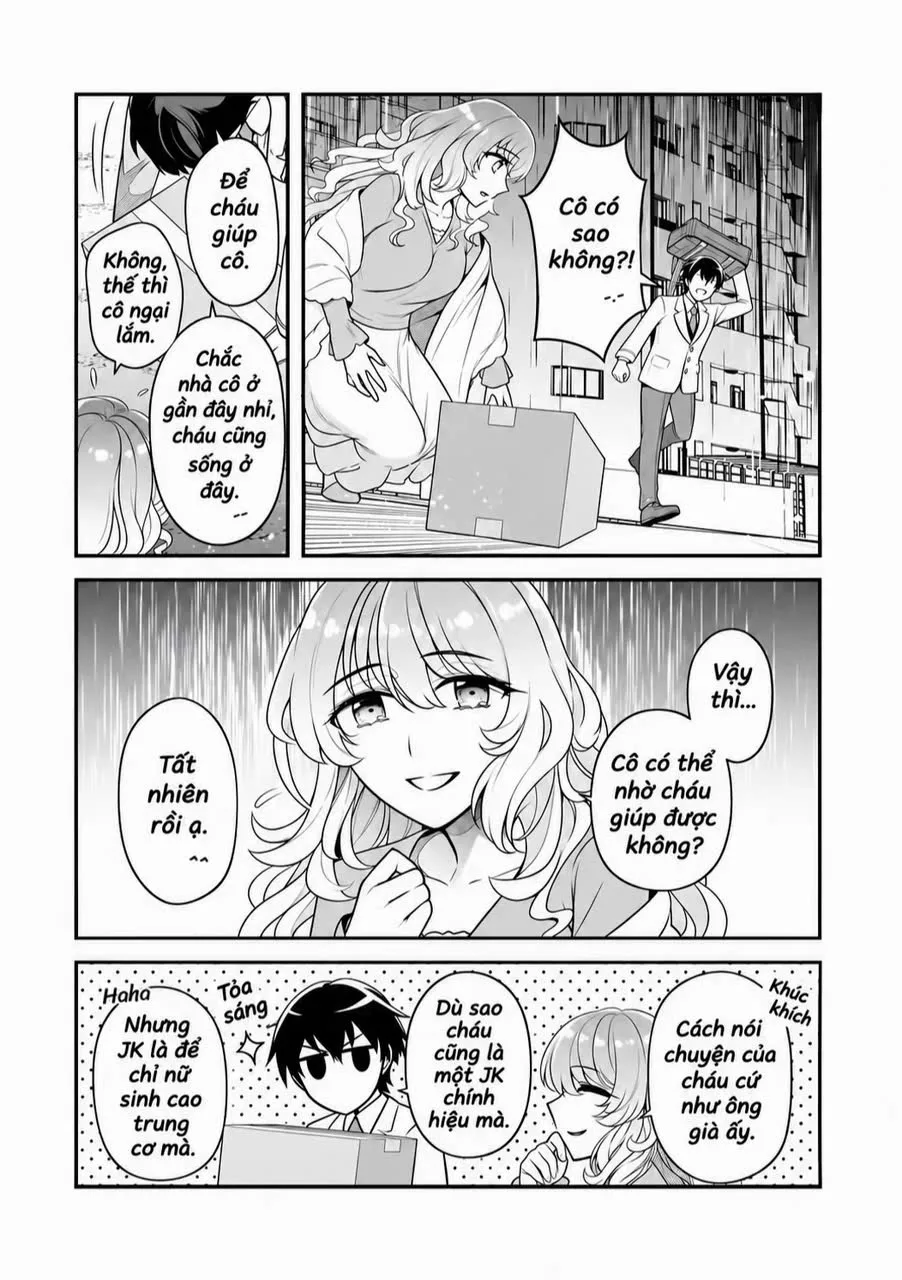 Cô có
sao
không?!
Để
cháu
giúp
cô.
Không,
thế thì
cô ngại
lắm.
Chắc
nhà cô ở
gần đây nhỉ,
cháu cũng
sống ở
đây.
Vậy
thì...
Cô có thể
nhờ cháu
giúp được
không?
Tất
nhiên
rồi ạ.
^^
Khúc
khích
Cách nói
chuyện của
cháu cứ
như ông
già ấy.
Dù sao
cháu
cũng là
một JK
chính
hiệu mà.
Tỏa
sáng
Haha
Nhưng
JK là để
chỉ nữ
sinh cao
trung
cơ mà.